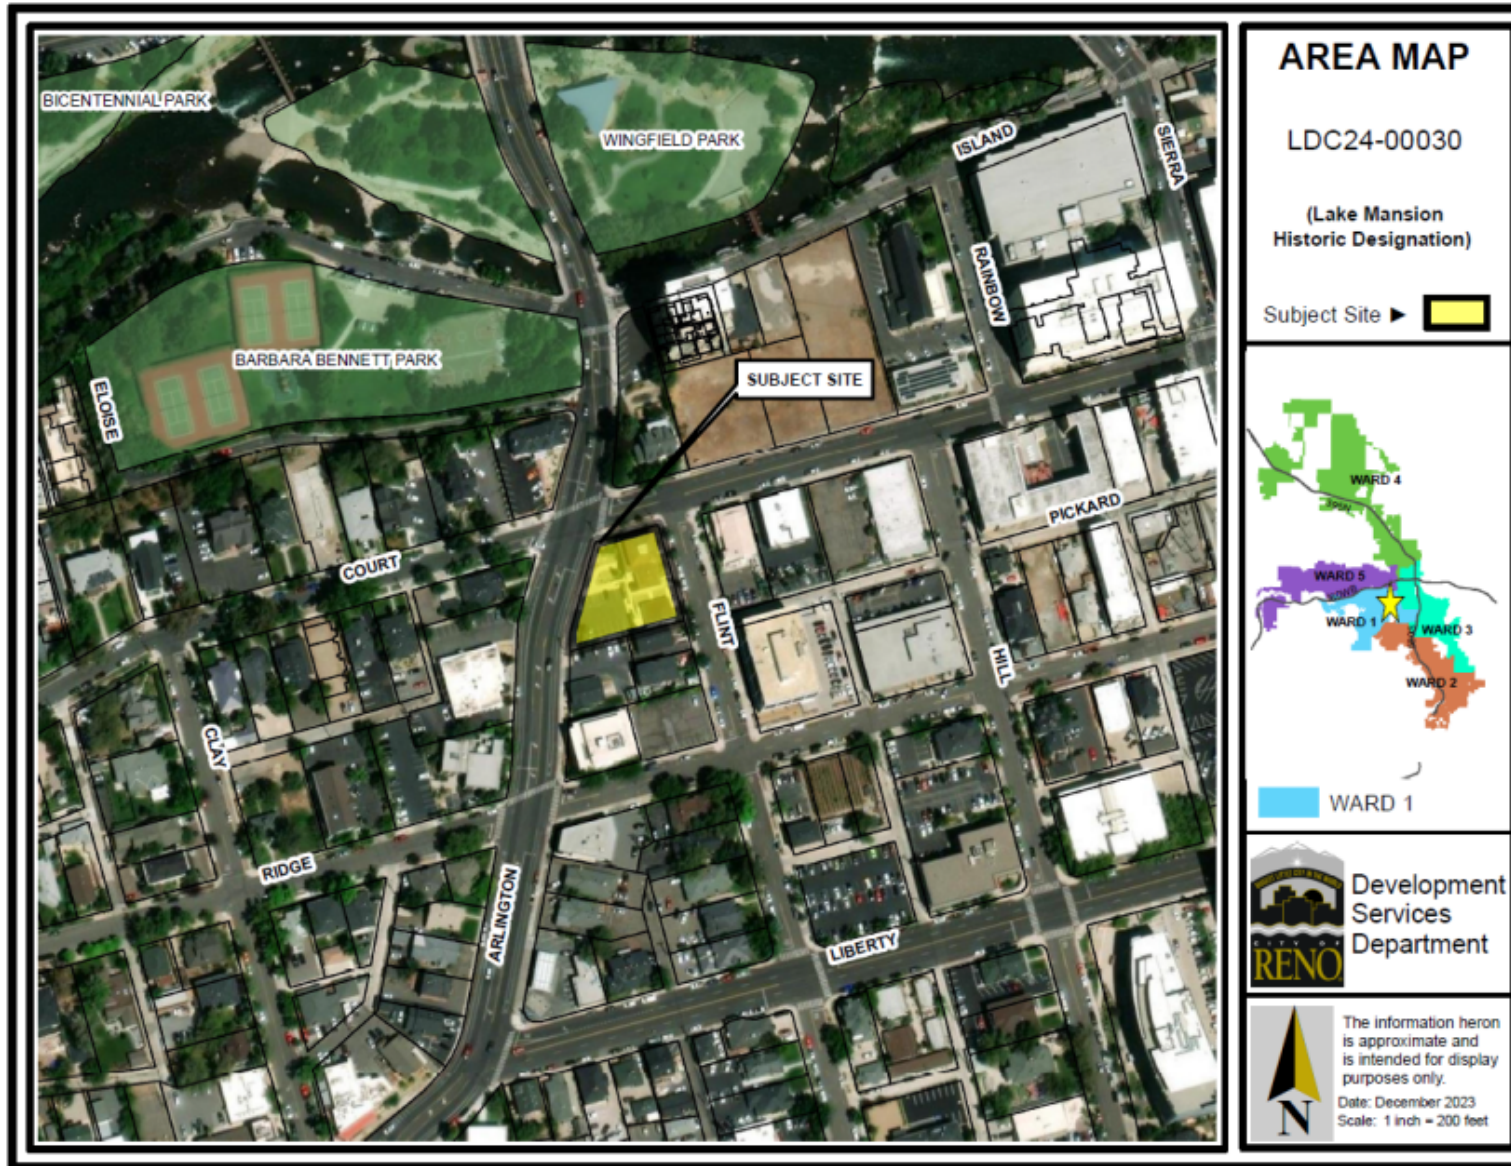 BICENTENNIAL PARK
WINGFIELD PARK
ISLAND
SIERRA
RAINBOW
BARBARA BENNETT PARK
ELOISE
SUBJECT SITE
PICKARD
COURT
FLINT
HILL
CLAY
RIDGE
ARLINGTON
LIBERTY
AREA MAP
LDC24-00030
(Lake Mansion
Historic Designation)
Subject Site ►
WARD 4
WARD 5
WARD 1
WARD 3
WARD 2
WARD 1
CITY OF
RENO
Development
Services
Department
The information heron
is approximate and
is intended for display
purposes only.
Date: December 2023
Scale: 1 inch = 200 feet
N